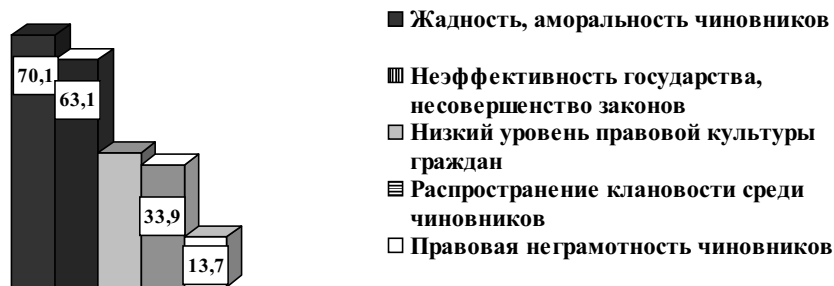 70,1
63,1
33,9
13,7
Жадность, аморальность чиновников
Неэффективность государства,
несовершенство законов
Низкий уровень правовой культуры
граждан
Распространение клановости среди
чиновников
Правовая неграмотность чиновников